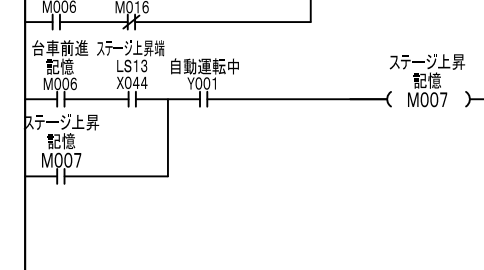 M006 M016
台車前進 ステージ上昇端
記憶 LS13 自動運転中 ステージ上昇
M006 X044 Y001 記憶
M007
ステージ上昇
記憶
M007